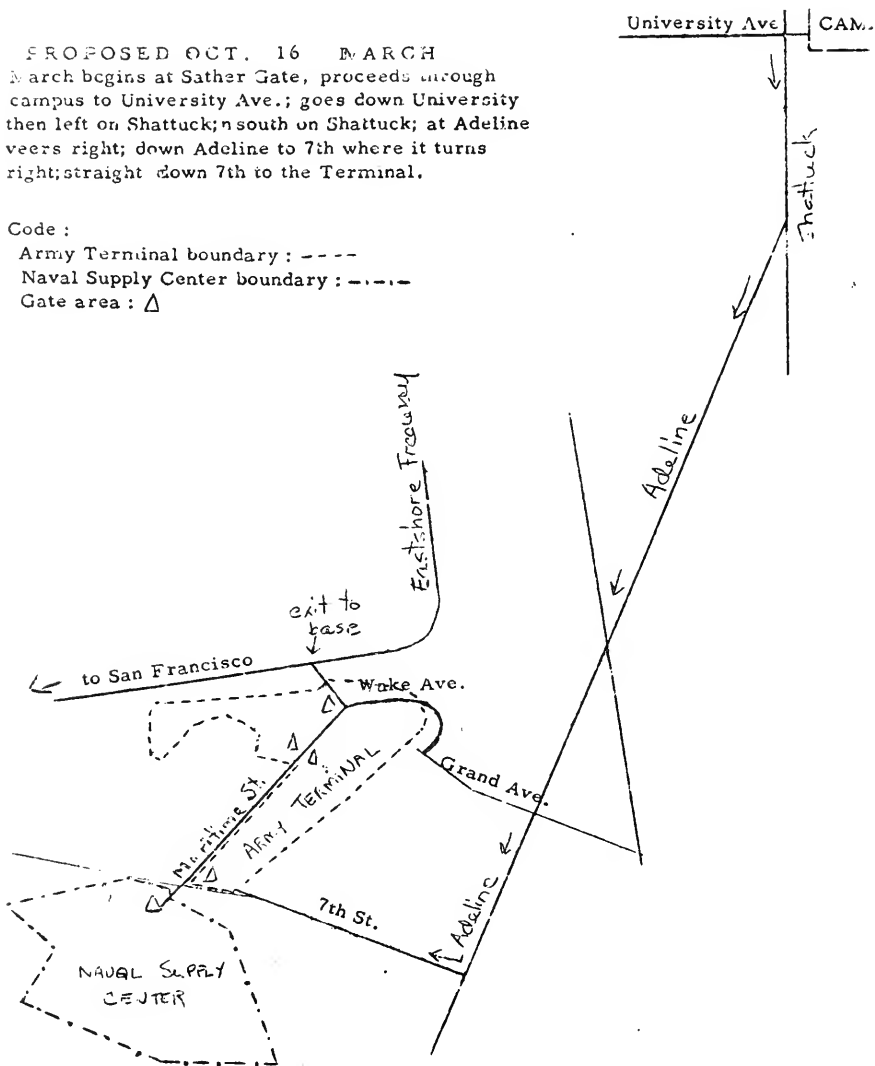 PROPOSED OCT. 16 MARCH
March begins at Sather Gate, proceeds through
campus to University Ave.; goes down University
then left on Shattuck;n south on Shattuck; at Adeline
veers right; down Adeline to 7th where it turns
right;straight down 7th to the Terminal.
Code :
Army Terminal boundary : ----
Naval Supply Center boundary : -.-.-
Gate area : Δ
University Ave
CAM.
Shattuck
Adeline
Eastshore Freeway
exit to
base
to San Francisco
Wake Ave.
Grand Ave.
Maritime St.
ARMY TERMINAL
7th St.
Adeline
NAVAL SUPPLY
CENTER